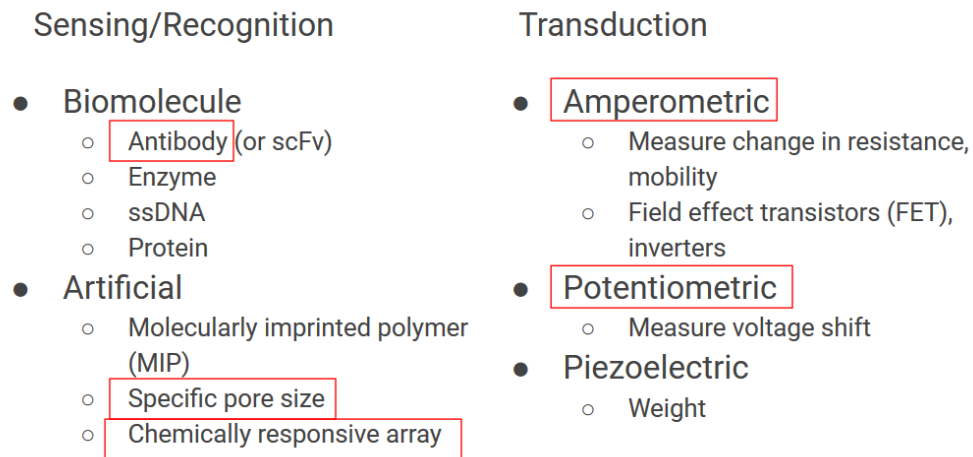 Sensing/Recognition
● Biomolecule
○ Antibody (or scFv)
○ Enzyme
○ ssDNA
○ Protein
● Artificial
○ Molecularly imprinted polymer
(MIP)
○ Specific pore size
○ Chemically responsive array
Transduction
● Amperometric
○ Measure change in resistance,
mobility
○ Field effect transistors (FET),
inverters
● Potentiometric
○ Measure voltage shift
● Piezoelectric
○ Weight